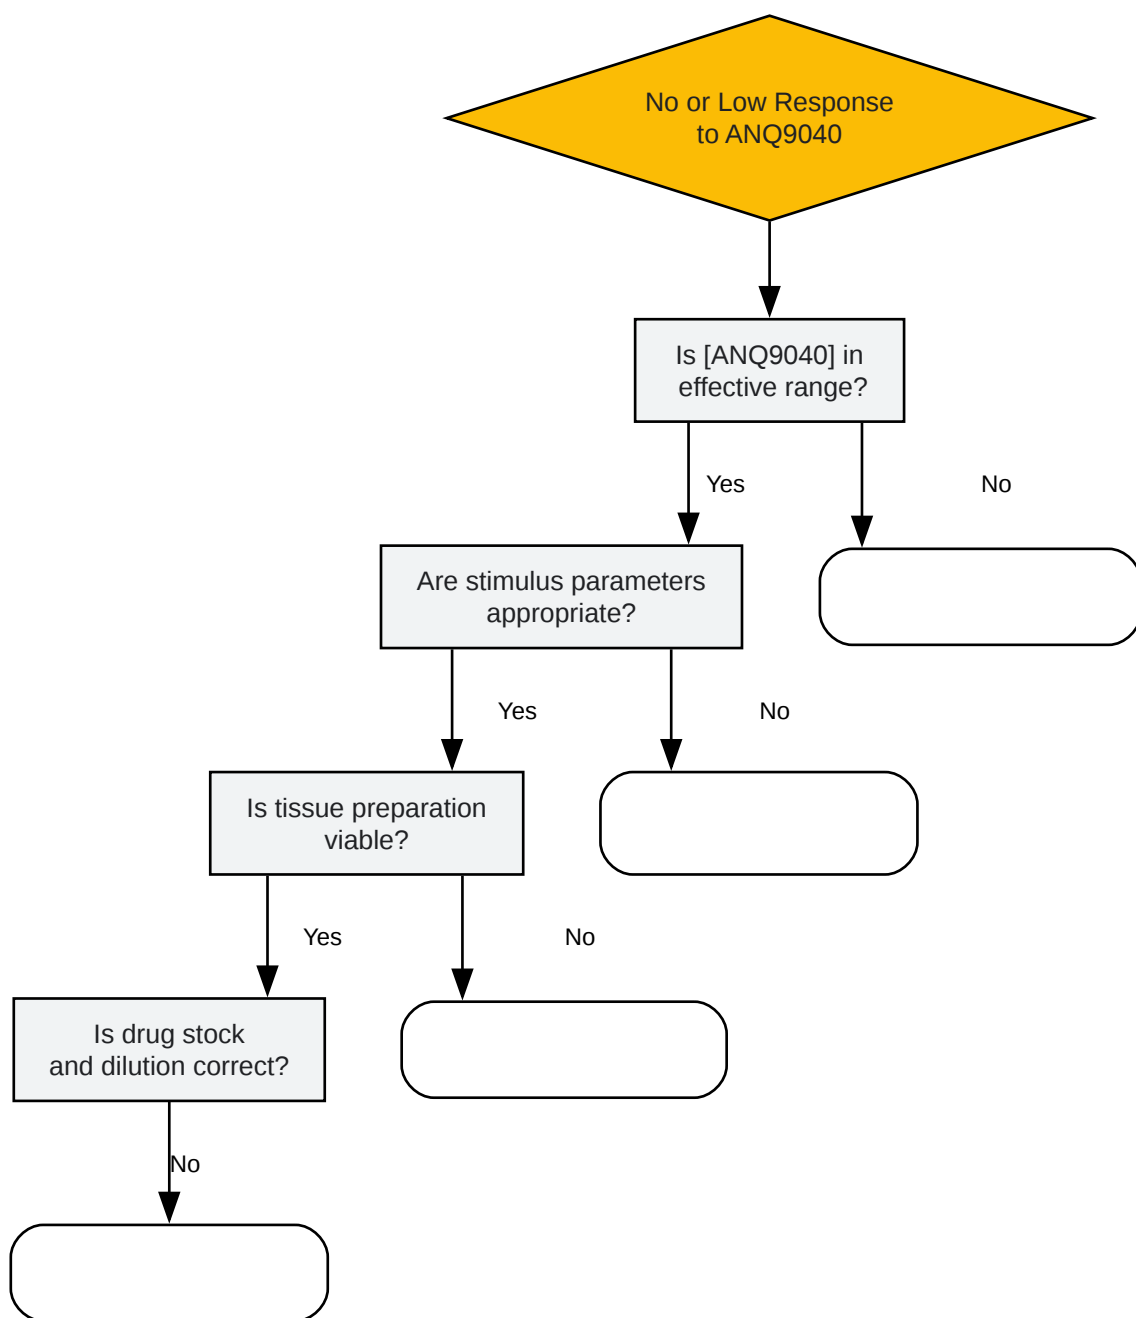 No or Low Response
to ANQ9040
Is [ANQ9040] in
effective range?
Yes
No
Are stimulus parameters
appropriate?
Yes
No
Is tissue preparation
viable?
Yes
No
Is drug stock
and dilution correct?
No